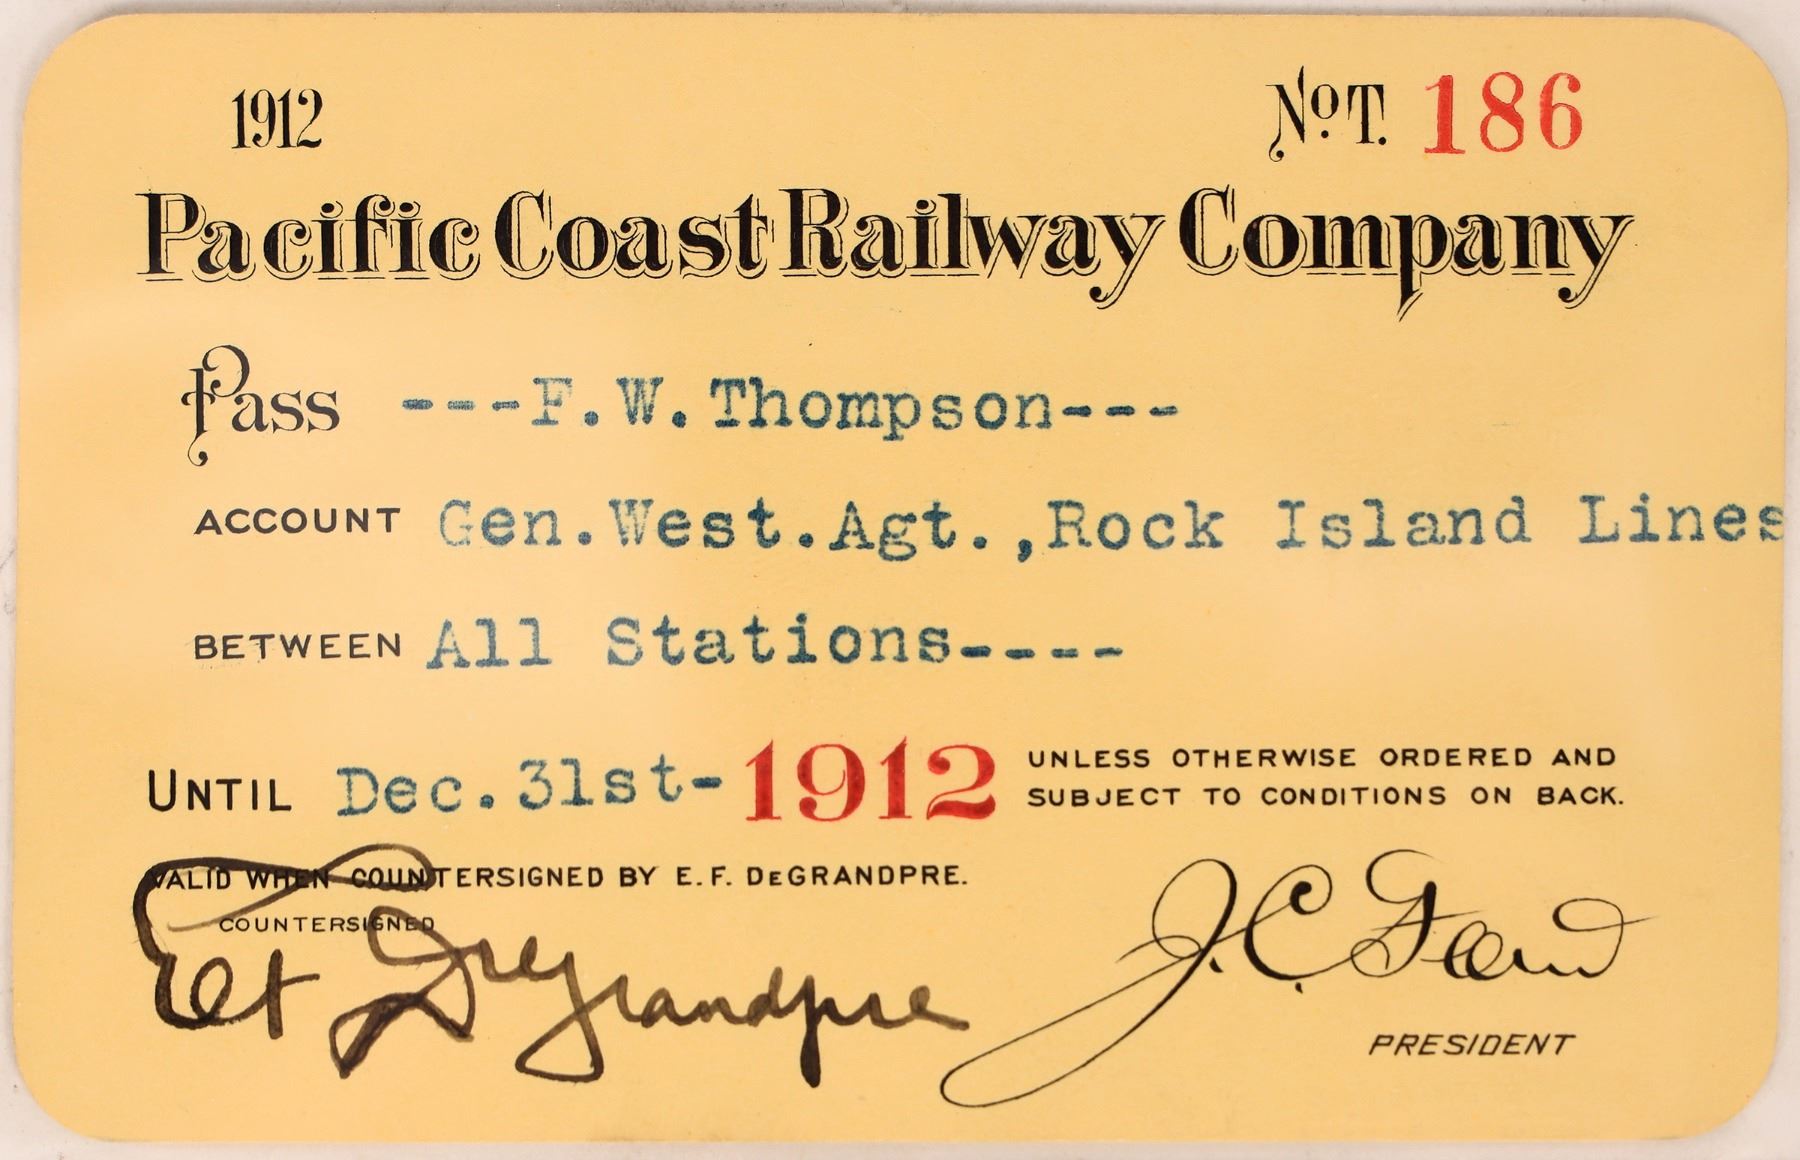 1912 No. T. 186
Pacific Coast Railway Company
Pass ---F.W.Thompson---
ACCOUNT Gen.West.Agt.,Rock Island Lines
BETWEEN All Stations----
UNTIL Dec.31st- 1912 UNLESS OTHERWISE ORDERED AND
SUBJECT TO CONDITIONS ON BACK.
VALID WHEN COUNTERSIGNED BY E. F. DEGRANDPRE.
COUNTERSIGNED
E F DeGrandpre
J. C. Ford
PRESIDENT